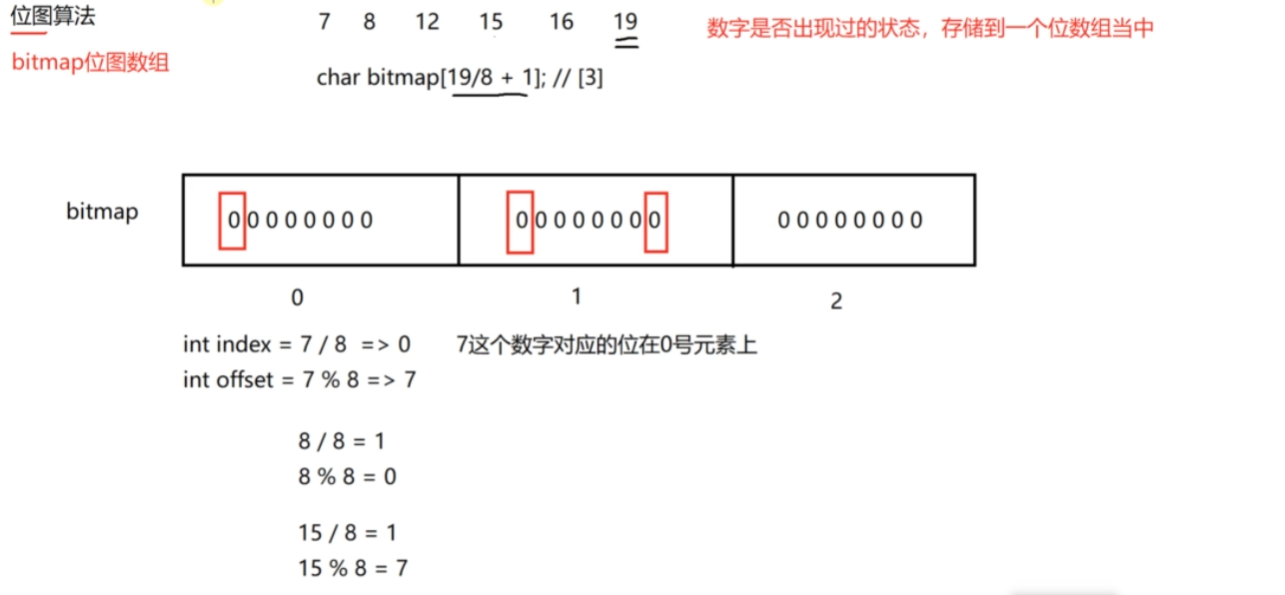 位图算法
7 8 12 15 16 19
数字是否出现过的状态，存储到一个位数组当中
bitmap位图数组
char bitmap[19/8 + 1]; // [3]
bitmap
0 0 0 0 0 0 0 0
0 0 0 0 0 0 0 0
0 0 0 0 0 0 0 0
0
1
2
int index = 7 / 8 => 0
7这个数字对应的位在0号元素上
int offset = 7 % 8 => 7
8 / 8 = 1
8 % 8 = 0
15 / 8 = 1
15 % 8 = 7